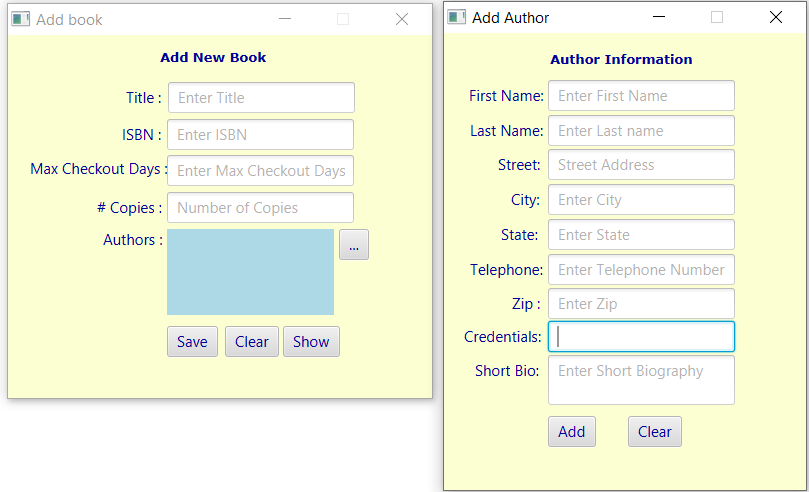 Add book
Add New Book
Title : Enter Title
ISBN : Enter ISBN
Max Checkout Days : Enter Max Checkout Days
# Copies : Number of Copies
Authors : ...
Save Clear Show
Add Author
Author Information
First Name: Enter First Name
Last Name: Enter Last name
Street: Street Address
City: Enter City
State: Enter State
Telephone: Enter Telephone Number
Zip : Enter Zip
Credentials:
Short Bio: Enter Short Biography
Add Clear